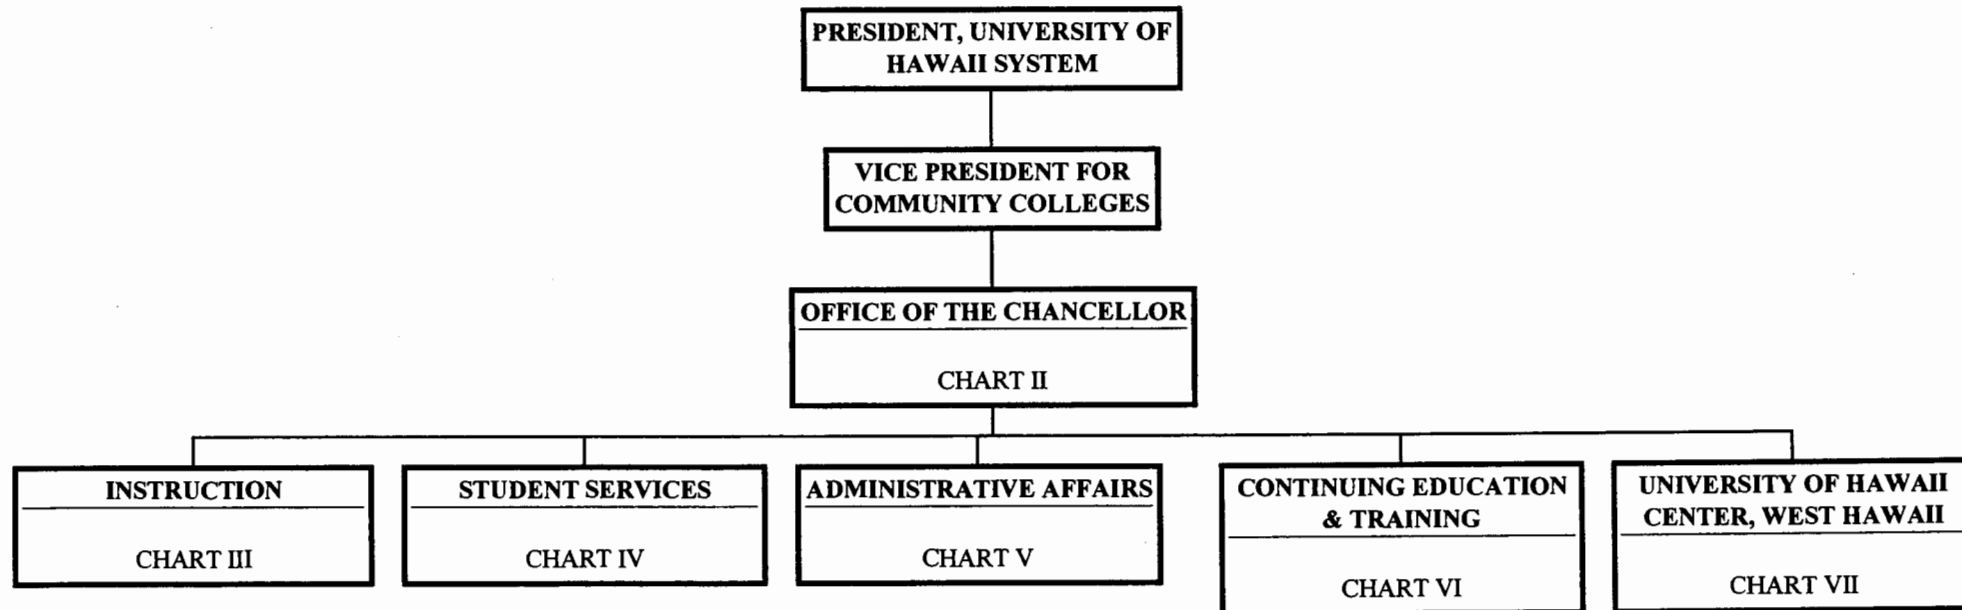 PRESIDENT, UNIVERSITY OF
HAWAII SYSTEM
VICE PRESIDENT FOR
COMMUNITY COLLEGES
OFFICE OF THE CHANCELLOR
CHART II
INSTRUCTION
CHART III
STUDENT SERVICES
CHART IV
ADMINISTRATIVE AFFAIRS
CHART V
CONTINUING EDUCATION
& TRAINING
CHART VI
UNIVERSITY OF HAWAII
CENTER, WEST HAWAII
CHART VII